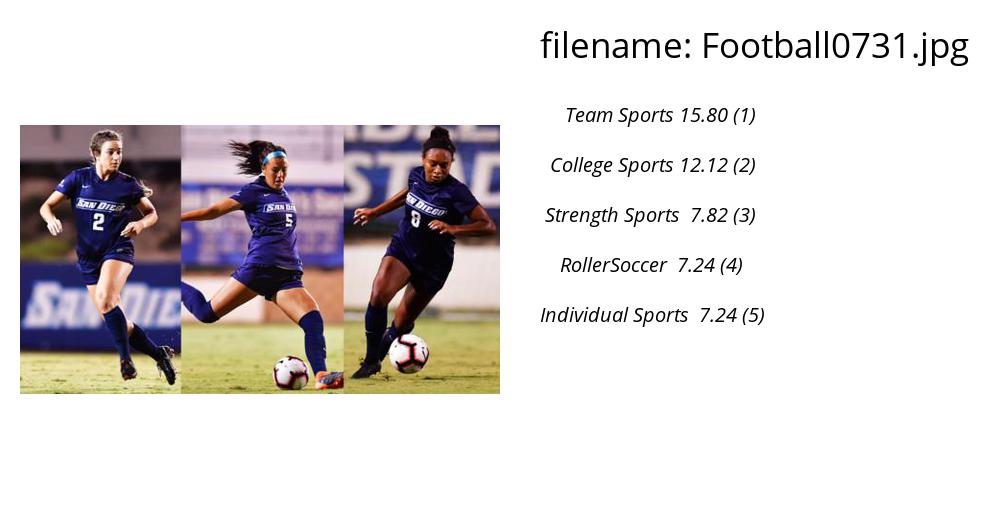 filename: Football0731.jpg
Team Sports 15.80 (1)
College Sports 12.12 (2)
Strength Sports 7.82 (3)
RollerSoccer 7.24 (4)
Individual Sports 7.24 (5)
SAN DIEGO
2
SAN DIE
SAN DIE
5
SAN DIEGO
8
STAD